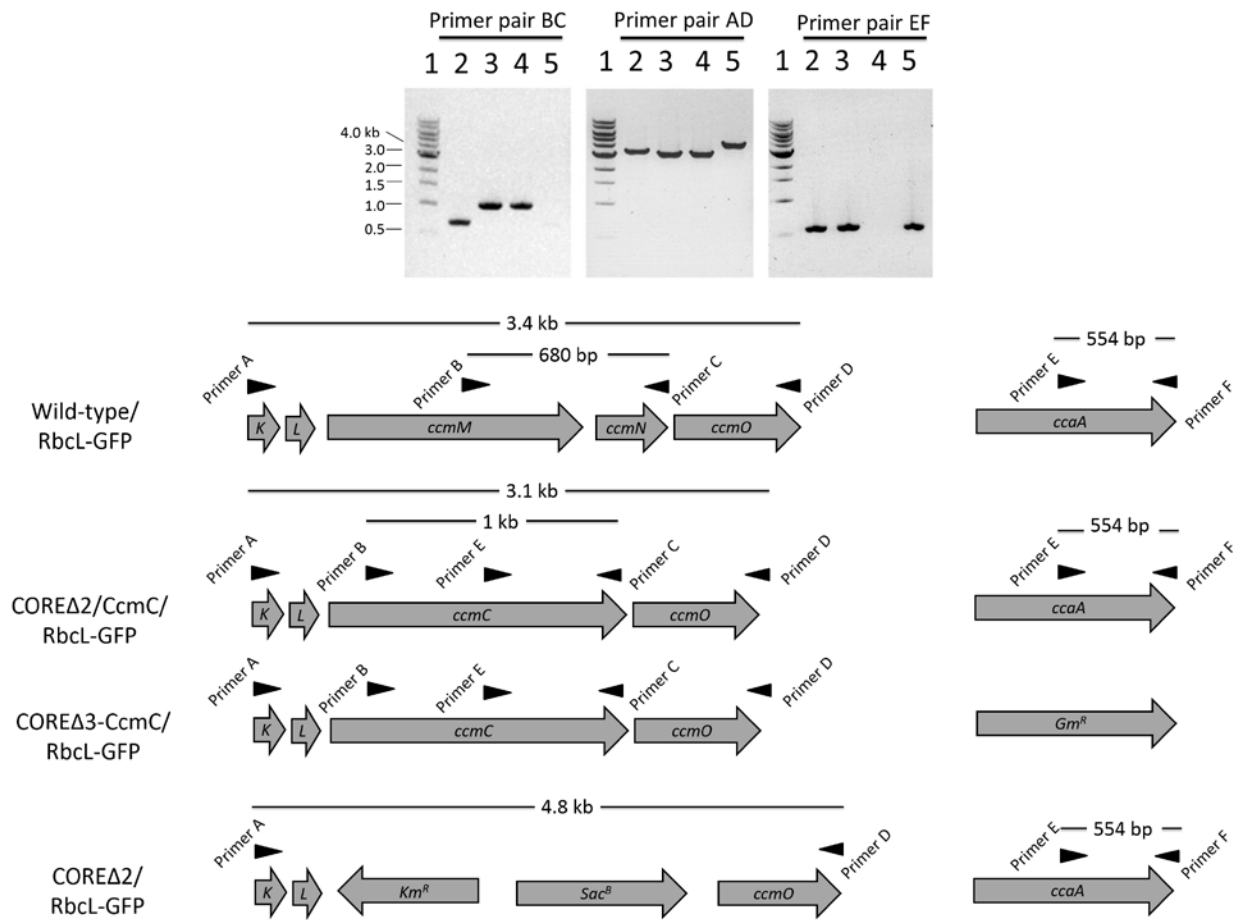 Primer pair BC
Primer pair AD
Primer pair EF
1 2 3 4 5
1 2 3 4 5
1 2 3 4 5
4.0 kb
3.0
2.0
1.5
1.0
0.5
3.4 kb
680 bp
554 bp
Primer A
Primer B
Primer C
Primer D
Primer E
Primer F
Wild-type/
RbcL-GFP
K
L
ccmM
ccmN
ccmO
ccaA
3.1 kb
1 kb
554 bp
Primer A
Primer B
Primer E
Primer C
Primer D
Primer E
Primer F
COREΔ2/CcmC/
RbcL-GFP
K
L
ccmC
ccmO
ccaA
Primer A
Primer B
Primer E
Primer C
Primer D
COREΔ3-CcmC/
RbcL-GFP
K
L
ccmC
ccmO
Gm^R
4.8 kb
554 bp
Primer A
Primer D
Primer E
Primer F
COREΔ2/
RbcL-GFP
K
L
Km^R
Sac^B
ccmO
ccaA